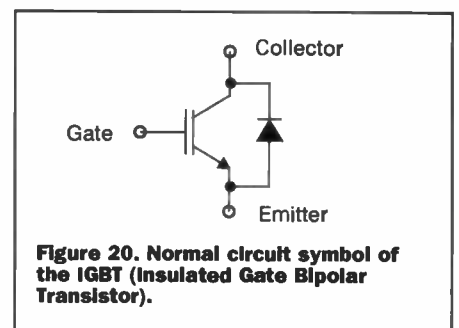 Collector
Gate
Emitter
Figure 20. Normal circuit symbol of
the IGBT (Insulated Gate Bipolar
Transistor).